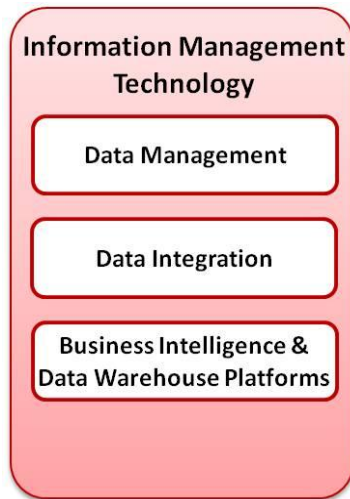 Information Management
Technology
Data Management
Data Integration
Business Intelligence &
Data Warehouse Platforms